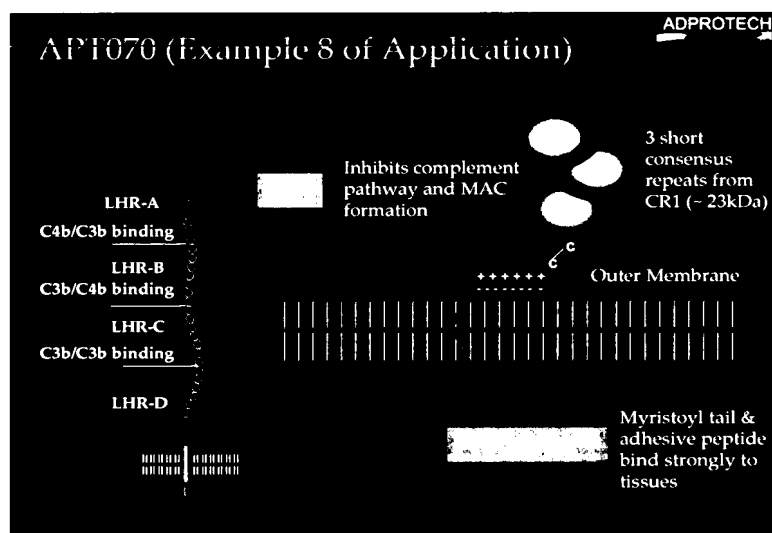 ADPROTECH
APT070 (Example 8 of Application)
3 short
consensus
repeats from
CR1 (~ 23kDa)
Inhibits complement
pathway and MAC
formation
LHR-A
C4b/C3b binding
LHR-B
C3b/C4b binding
LHR-C
C3b/C3b binding
LHR-D
C
C
+ + + + + +
- - - - - -
Outer Membrane
Myristoyl tail &
adhesive peptide
bind strongly to
tissues